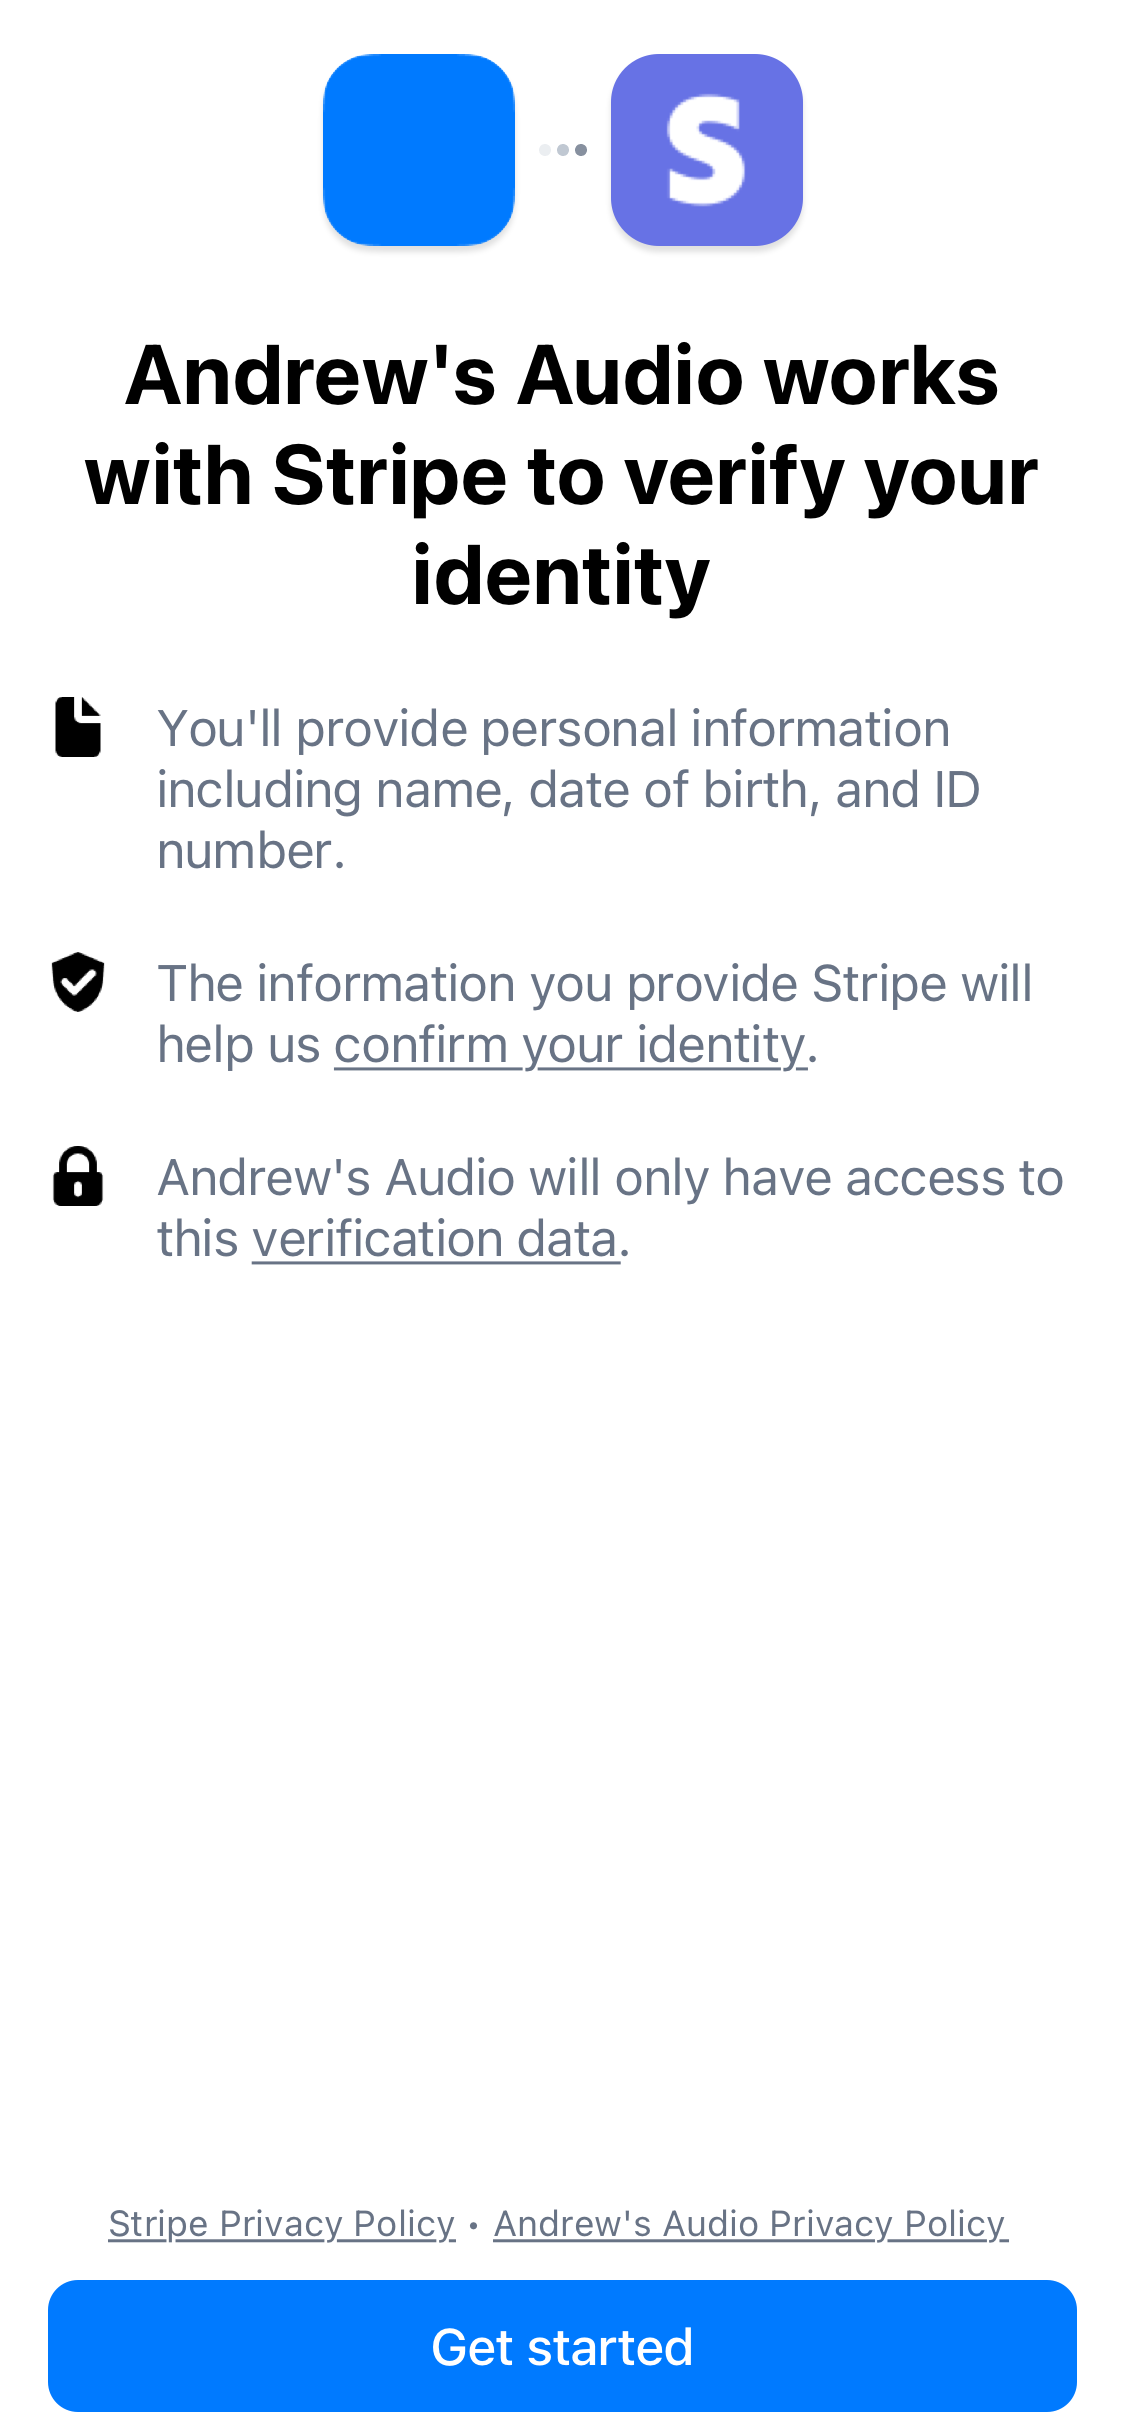 S
Andrew's Audio works
with Stripe to verify your
identity
You'll provide personal information
including name, date of birth, and ID
number.
The information you provide Stripe will
help us confirm your identity.
Andrew's Audio will only have access to
this verification data.
Stripe Privacy Policy • Andrew's Audio Privacy Policy
Get started